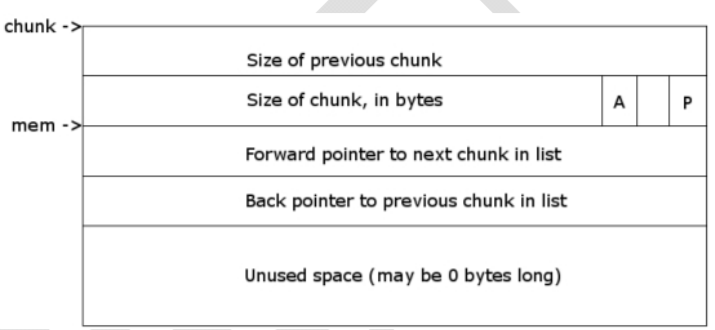 chunk ->
Size of previous chunk
Size of chunk, in bytes A P
mem ->
Forward pointer to next chunk in list
Back pointer to previous chunk in list
Unused space (may be 0 bytes long)